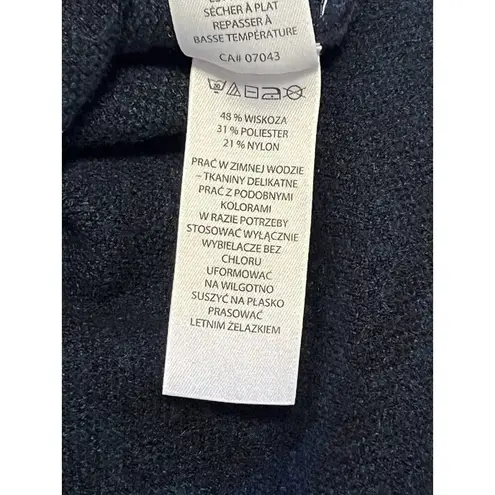 SÉCHER À PLAT
REPASSER À
BASSE TEMPÉRATURE
CA# 07043
48 % WISKOZA
31 % POLIESTER
21 % NYLON
PRAĆ W ZIMNEJ WODZIE
– TKANINY DELIKATNE
PRAĆ Z PODOBNYMI
KOLORAMI
W RAZIE POTRZEBY
STOSOWAĆ WYŁĄCZNIE
WYBIELACZE BEZ
CHLORU
UFORMOWAĆ
NA WILGOTNO
SUSZYĆ NA PŁASKO
PRASOWAĆ
LETNIM ŻELAZKIEM